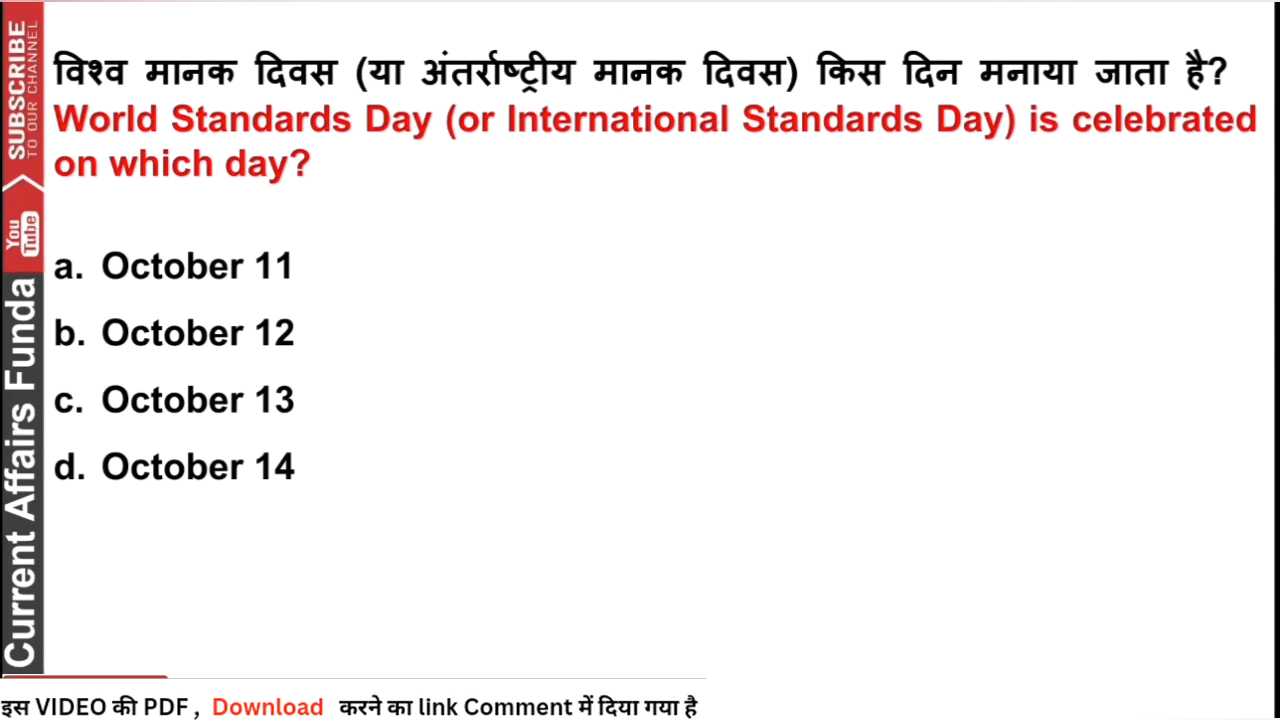 विश्व मानक दिवस (या अंतर्राष्ट्रीय मानक दिवस) किस दिन मनाया जाता है?
World Standards Day (or International Standards Day) is celebrated
on which day?
a. October 11
b. October 12
c. October 13
d. October 14
SUBSCRIBE
TO OUR CHANNEL
You
Tube
Current Affairs Funda
इस VIDEO की PDF , Download करने का link Comment में दिया गया है